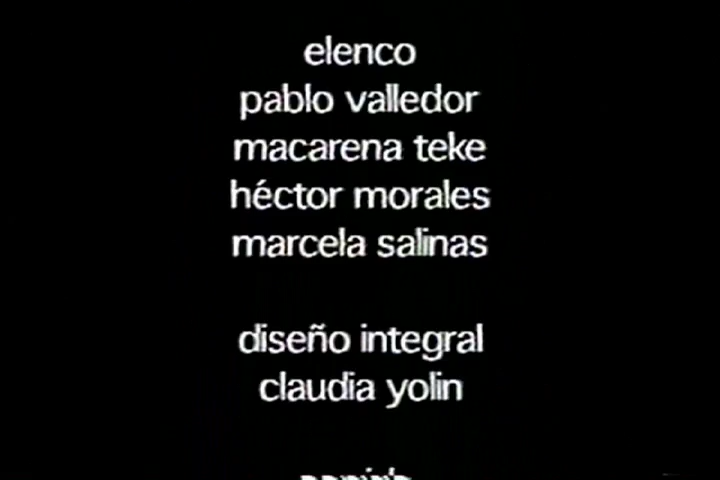 elenco
pablo valledor
macarena teke
héctor morales
marcela salinas
diseño integral
claudia yolin